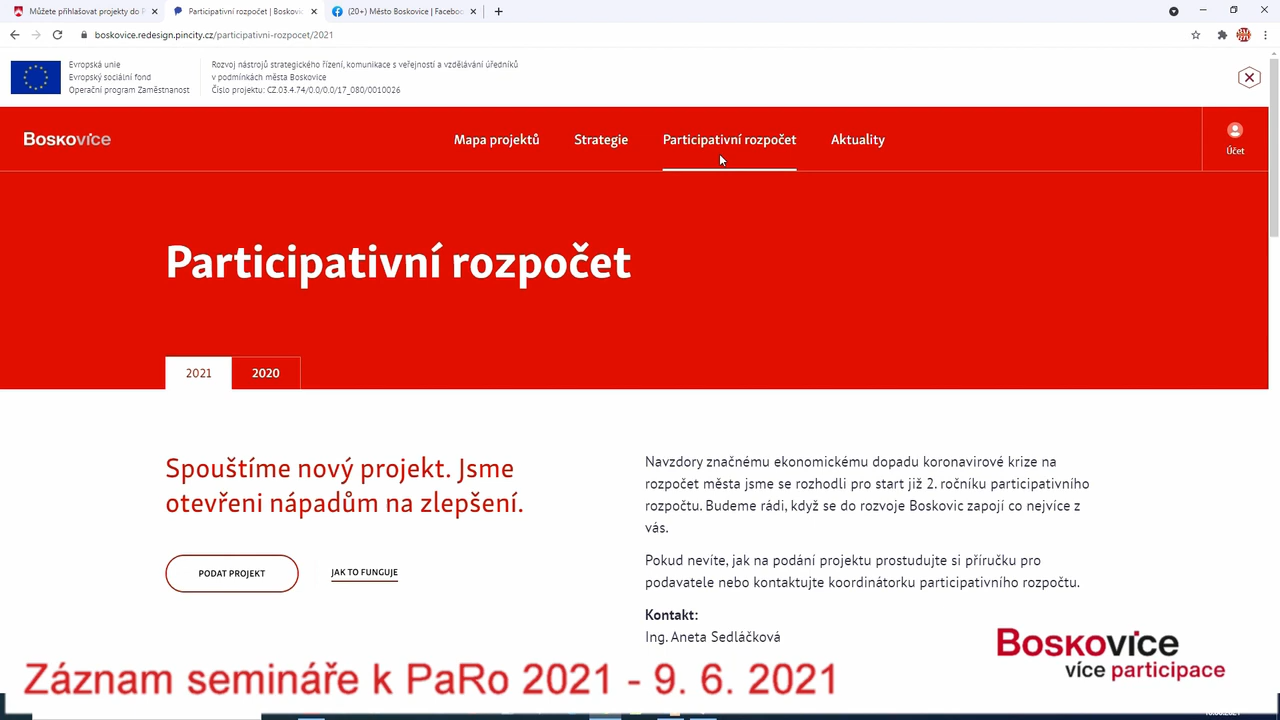 Můžete přihlašovat projekty do P
Participativní rozpočet | Boskovic
(20+) Město Boskovice | Faceboo
boskovice.redesign.pincity.cz/participativni-rozpocet/2021
Evropská unie
Evropský sociální fond
Operační program Zaměstnanost
Rozvoj nástrojů strategického řízení, komunikace s veřejností a vzdělávání úředníků
v podmínkách města Boskovice
Číslo projektu: CZ.03.4.74/0.0/0.0/17_080/0010026
Boskovice
Mapa projektů
Strategie
Participativní rozpočet
Aktuality
Účet
Participativní rozpočet
2021
2020
Spouštíme nový projekt. Jsme
otevřeni nápadům na zlepšení.
PODAT PROJEKT
JAK TO FUNGUJE
Navzdory značnému ekonomickému dopadu koronavirové krize na
rozpočet města jsme se rozhodli pro start již 2. ročníku participativního
rozpočtu. Budeme rádi, když se do rozvoje Boskovic zapojí co nejvíce z
vás.
Pokud nevíte, jak na podání projektu prostudujte si příručku pro
podavatele nebo kontaktujte koordinátorku participativního rozpočtu.
Kontakt:
Ing. Aneta Sedláčková
Boskovice
více participace
Záznam semináře k PaRo 2021 - 9. 6. 2021